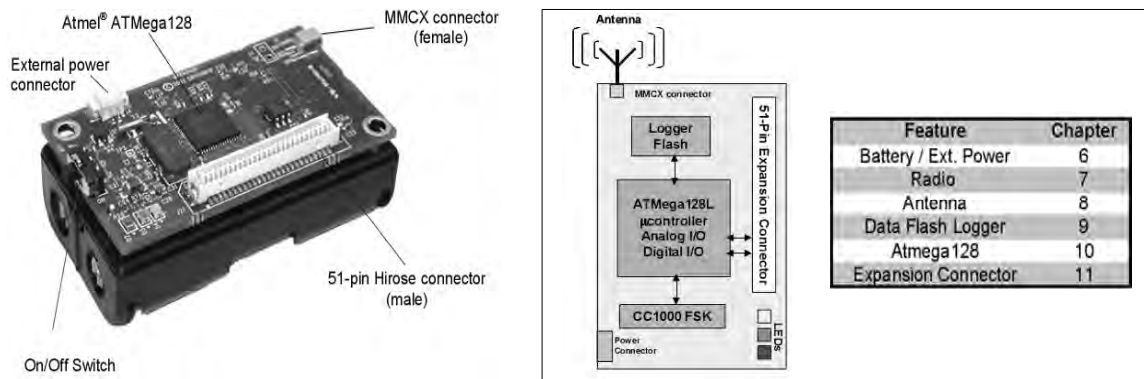 Atmel® ATMega128
MMCX connector
(female)
External power
connector
51-pin Hirose connector
(male)
On/Off Switch
Antenna
MMCX connector
Logger
Flash
51-Pin Expansion Connector
ATMega128L
µcontroller
Analog I/O
Digital I/O
CC1000 FSK
Power
Connector
LEDs
Feature Chapter
Battery / Ext. Power 6
Radio 7
Antenna 8
Data Flash Logger 9
Atmega128 10
Expansion Connector 11